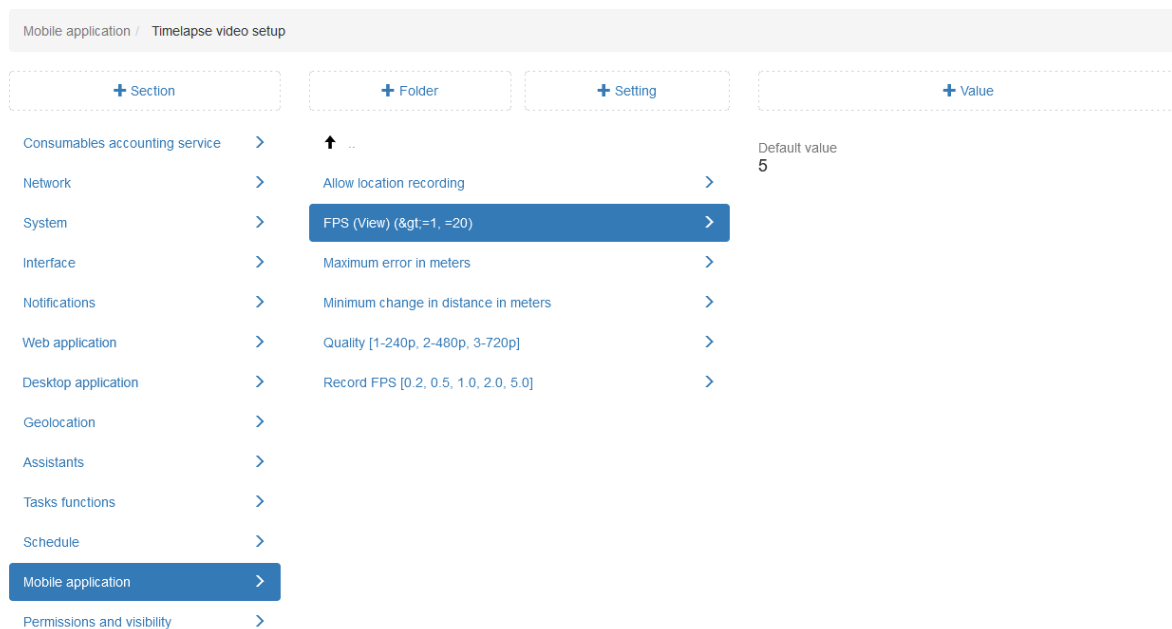 Mobile application / Timelapse video setup
+ Section
+ Folder
+ Setting
+ Value
Consumables accounting service
Network
System
Interface
Notifications
Web application
Desktop application
Geolocation
Assistants
Tasks functions
Schedule
Mobile application
Permissions and visibility
..
Allow location recording
FPS (View) (&gt;=1, =20)
Maximum error in meters
Minimum change in distance in meters
Quality [1-240p, 2-480p, 3-720p]
Record FPS [0.2, 0.5, 1.0, 2.0, 5.0]
Default value
5